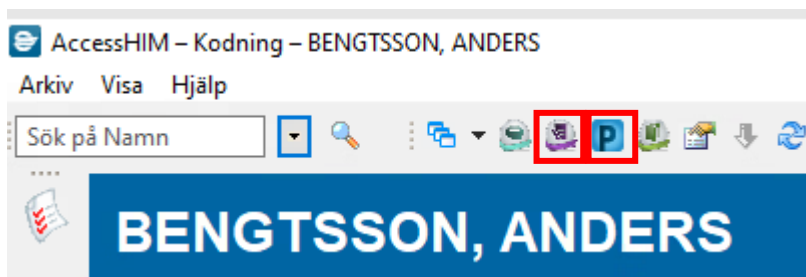 AccessHIM – Kodning – BENGTSSON, ANDERS
Arkiv Visa Hjälp
Sök på Namn P
BENGTSSON, ANDERS